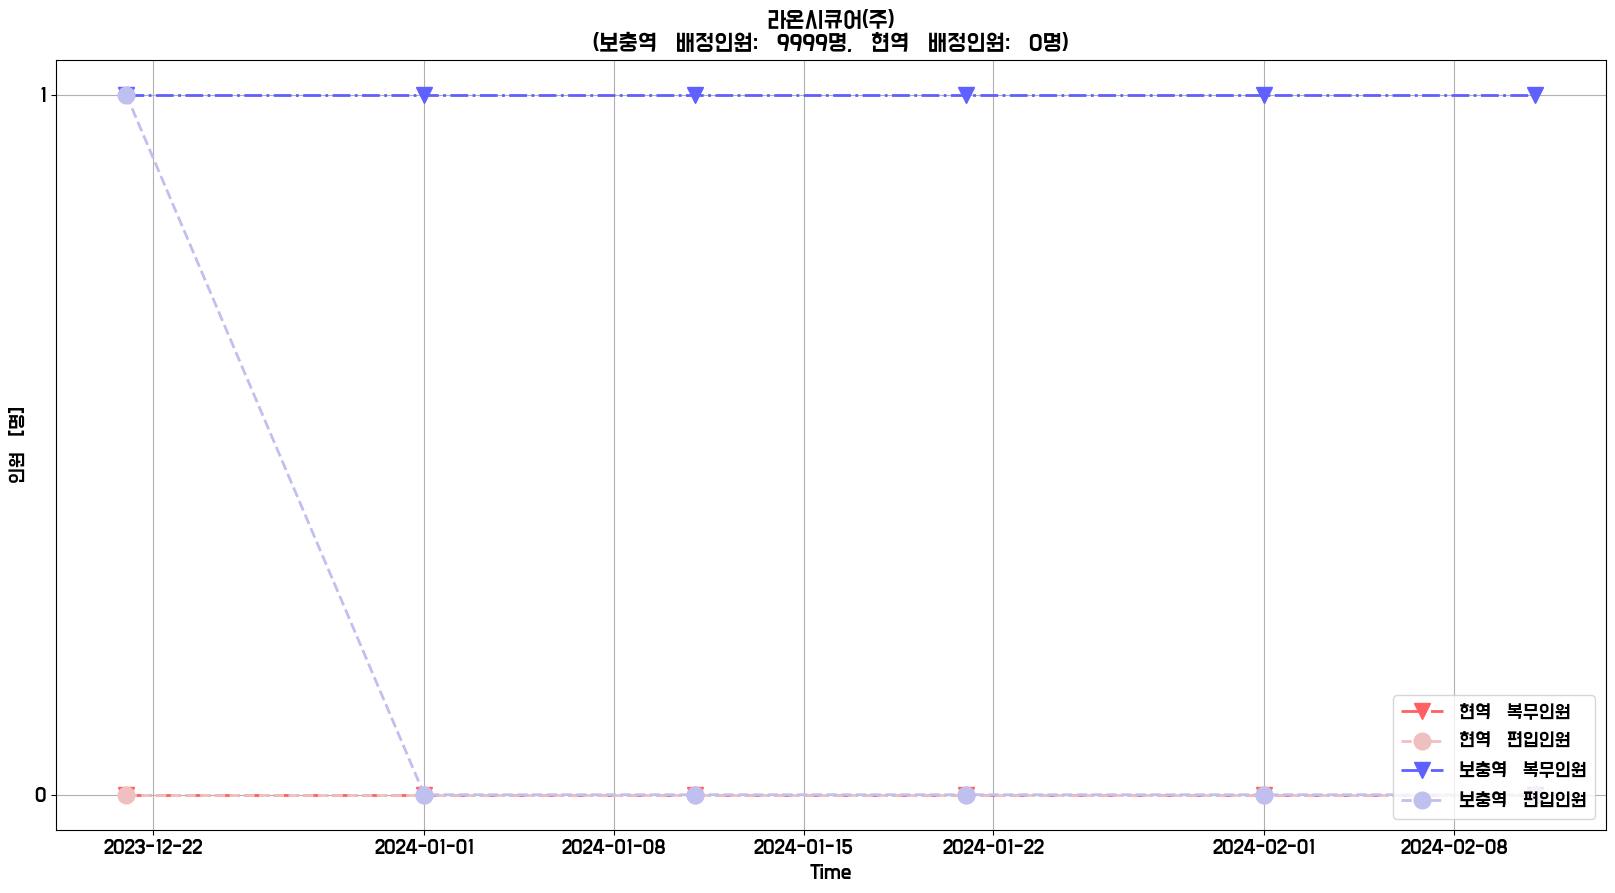 라온시큐어(주)
(보충역 배정인원: 9999명, 현역 배정인원: 0명)
1
인원 [명]
0
현역 복무인원
현역 편입인원
보충역 복무인원
보충역 편입인원
2023-12-22 2024-01-01 2024-01-08 2024-01-15 2024-01-22 2024-02-01 2024-02-08
Time